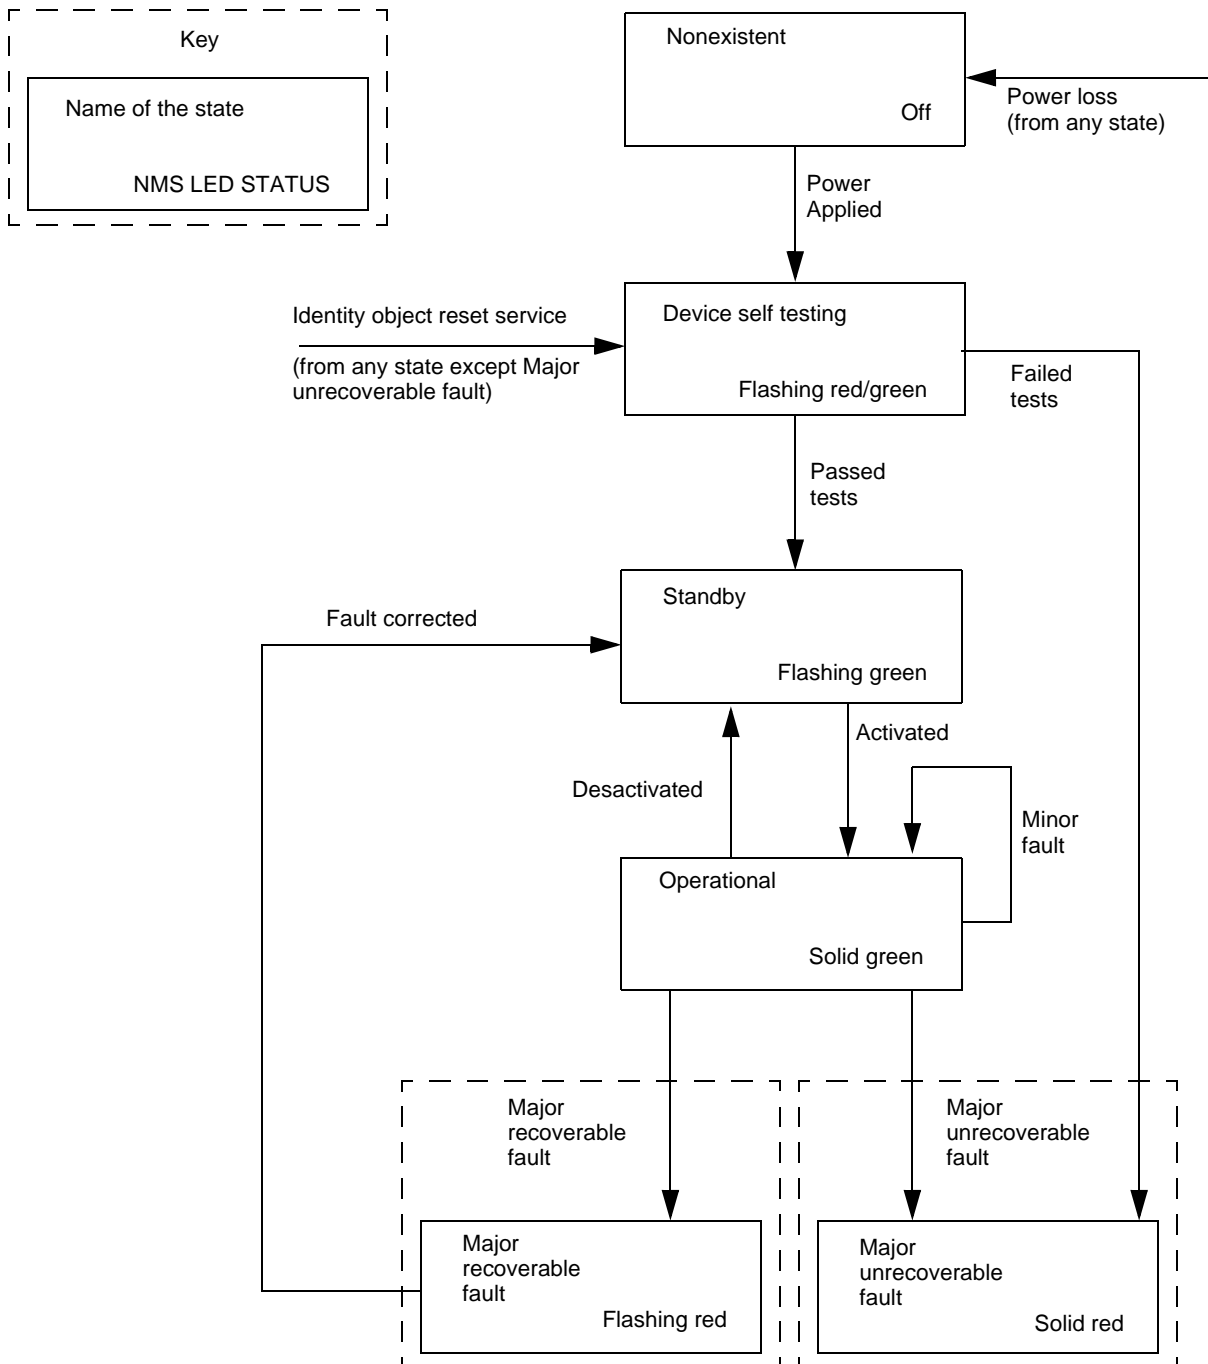 Key
Name of the state
NMS LED STATUS
Nonexistent
Off
Power loss
(from any state)
Power
Applied
Identity object reset service
(from any state except Major
unrecoverable fault)
Device self testing
Flashing red/green
Failed
tests
Passed
tests
Fault corrected
Standby
Flashing green
Activated
Desactivated
Minor
fault
Operational
Solid green
Major
recoverable
fault
Major
unrecoverable
fault
Major
recoverable
fault
Flashing red
Major
unrecoverable
fault
Solid red